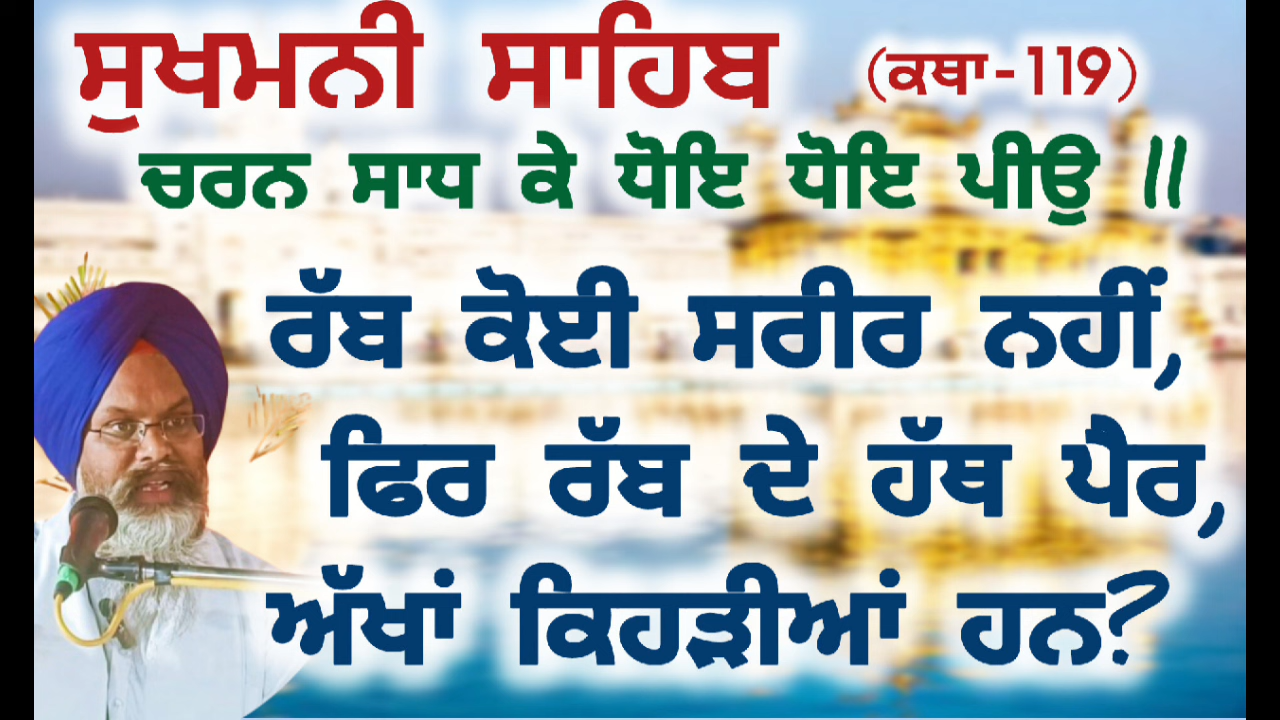 ਸੁਖਮਨੀ ਸਾਹਿਬ (ਕਥਾ-119)
ਚਰਨ ਸਾਧ ਕੇ ਧੋਇ ਧੋਇ ਪੀਉ ॥
ਰੱਬ ਕੋਈ ਸਰੀਰ ਨਹੀਂ,
ਫਿਰ ਰੱਬ ਦੇ ਹੱਥ ਪੈਰ,
ਅੱਖਾਂ ਕਿਹੜੀਆਂ ਹਨ?